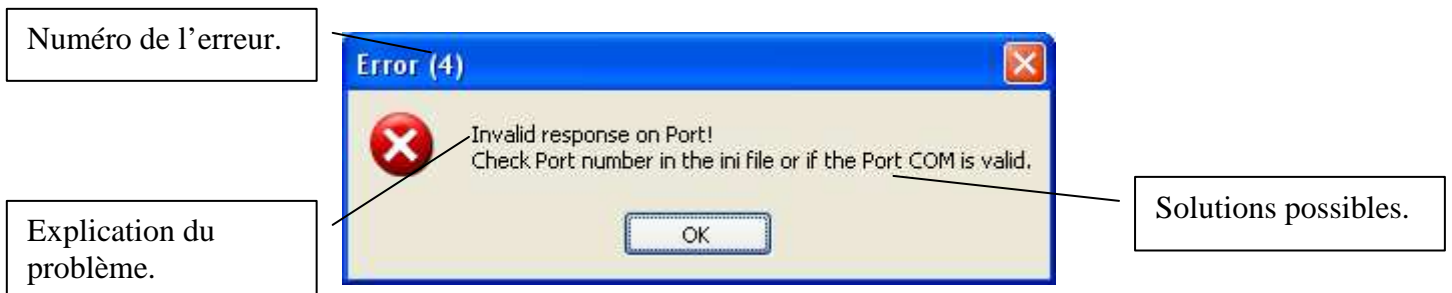 Numéro de l’erreur.
Error (4)
Invalid response on Port!
Check Port number in the ini file or if the Port COM is valid.
OK
Explication du
problème.
Solutions possibles.